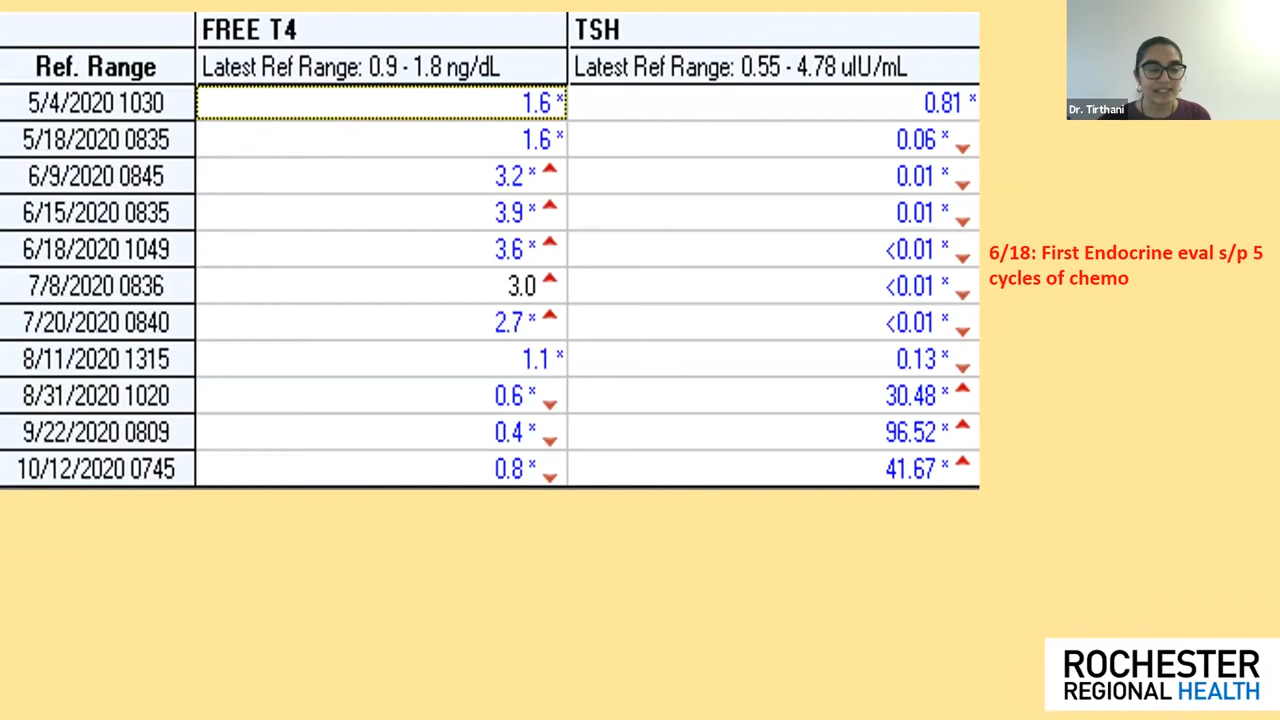 FREE T4 TSH
Ref. Range Latest Ref Range: 0.9 - 1.8 ng/dL Latest Ref Range: 0.55 - 4.78 uIU/mL
5/4/2020 1030 1.6 x 0.81 x
5/18/2020 0835 1.6 x 0.06 x
6/9/2020 0845 3.2 x 0.01 x
6/15/2020 0835 3.9 x 0.01 x
6/18/2020 1049 3.6 x <0.01 x
7/8/2020 0836 3.0 <0.01 x
7/20/2020 0840 2.7 x <0.01 x
8/11/2020 1315 1.1 x 0.13 x
8/31/2020 1020 0.6 x 30.48 x
9/22/2020 0809 0.4 x 96.52 x
10/12/2020 0745 0.8 x 41.67 x
Dr. Tirthani
6/18: First Endocrine eval s/p 5
cycles of chemo
ROCHESTER
REGIONAL HEALTH